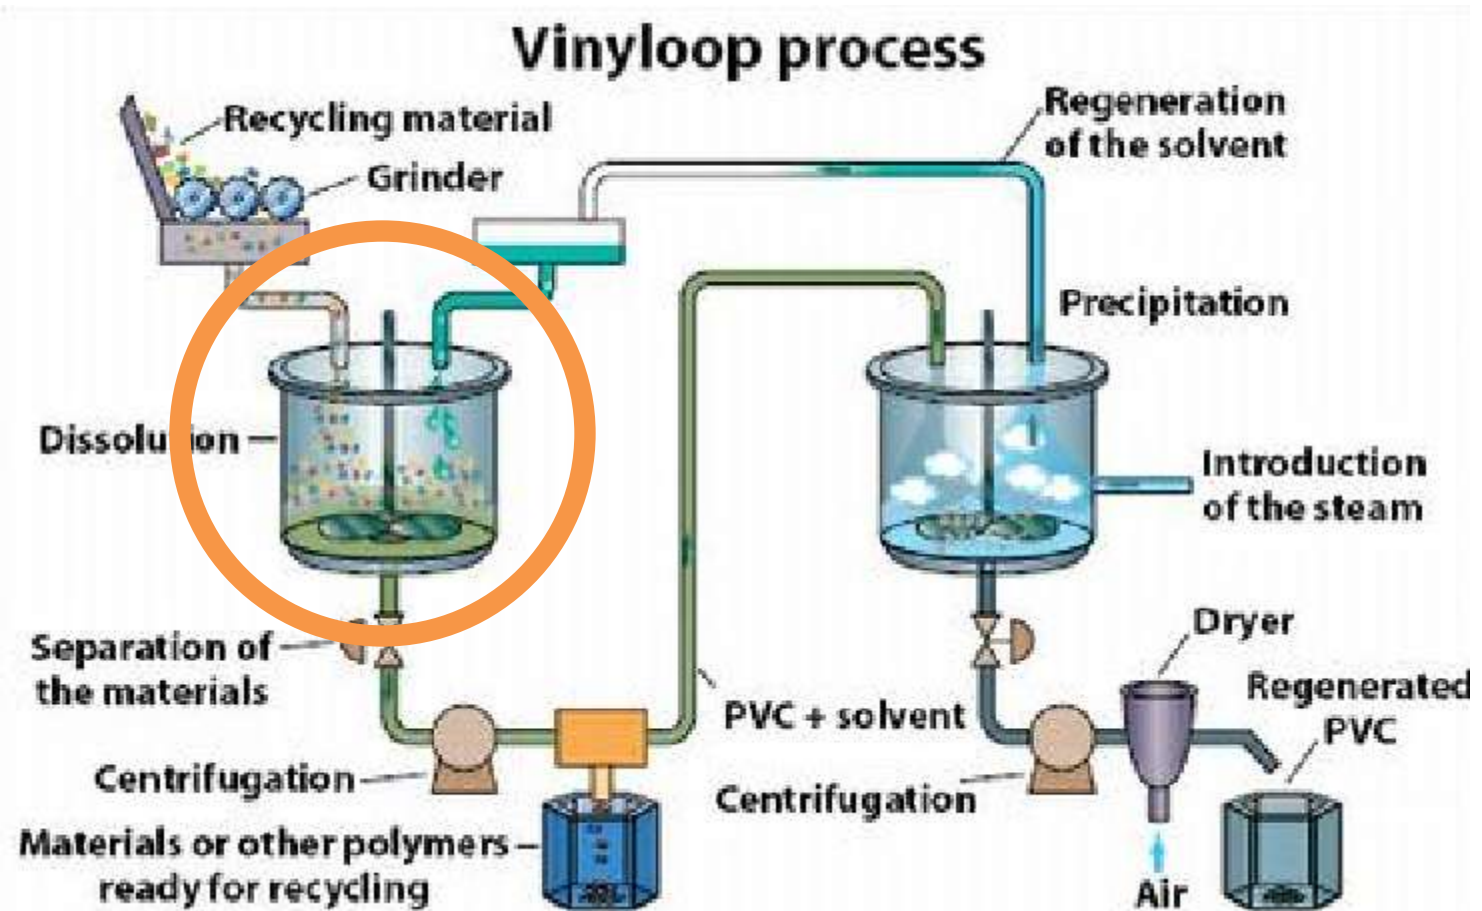 Vinyloop process
Recycling material
Grinder
Regeneration
of the solvent
Precipitation
Dissolution
Introduction
of the steam
Separation of
the materials
Dryer
Regenerated
PVC
PVC + solvent
Centrifugation
Centrifugation
Materials or other polymers
ready for recycling
Air